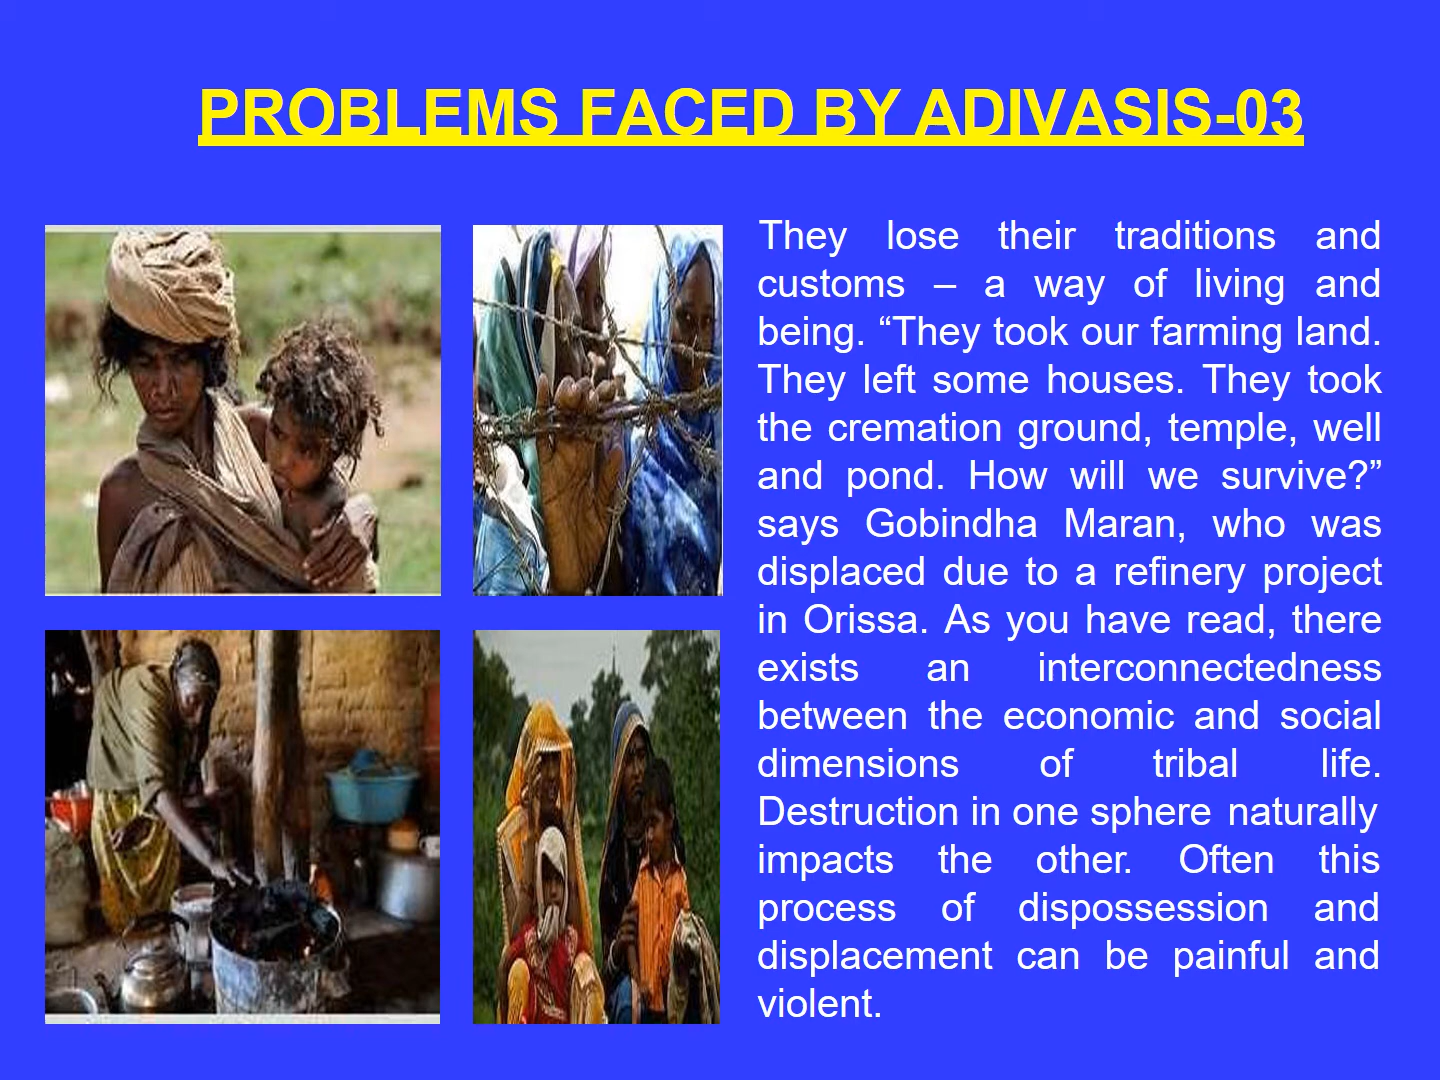 PROBLEMS FACED BY ADIVASIS-03
They lose their traditions and
customs – a way of living and
being. “They took our farming land.
They left some houses. They took
the cremation ground, temple, well
and pond. How will we survive?”
says Gobindha Maran, who was
displaced due to a refinery project
in Orissa. As you have read, there
exists an interconnectedness
between the economic and social
dimensions of tribal life.
Destruction in one sphere naturally
impacts the other. Often this
process of dispossession and
displacement can be painful and
violent.